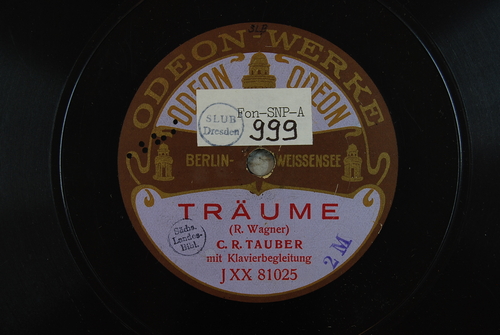 ODEON-WERKE
ODEON ODEON
SLUB
Dresden
Fon-SNP-A
999
BERLIN- WEISSENSEE
TRÄUME
(R. Wagner)
C. R. TAUBER
mit Klavierbegleitung
J XX 81025
Sächs.
Landes-
Bibl.
2 M